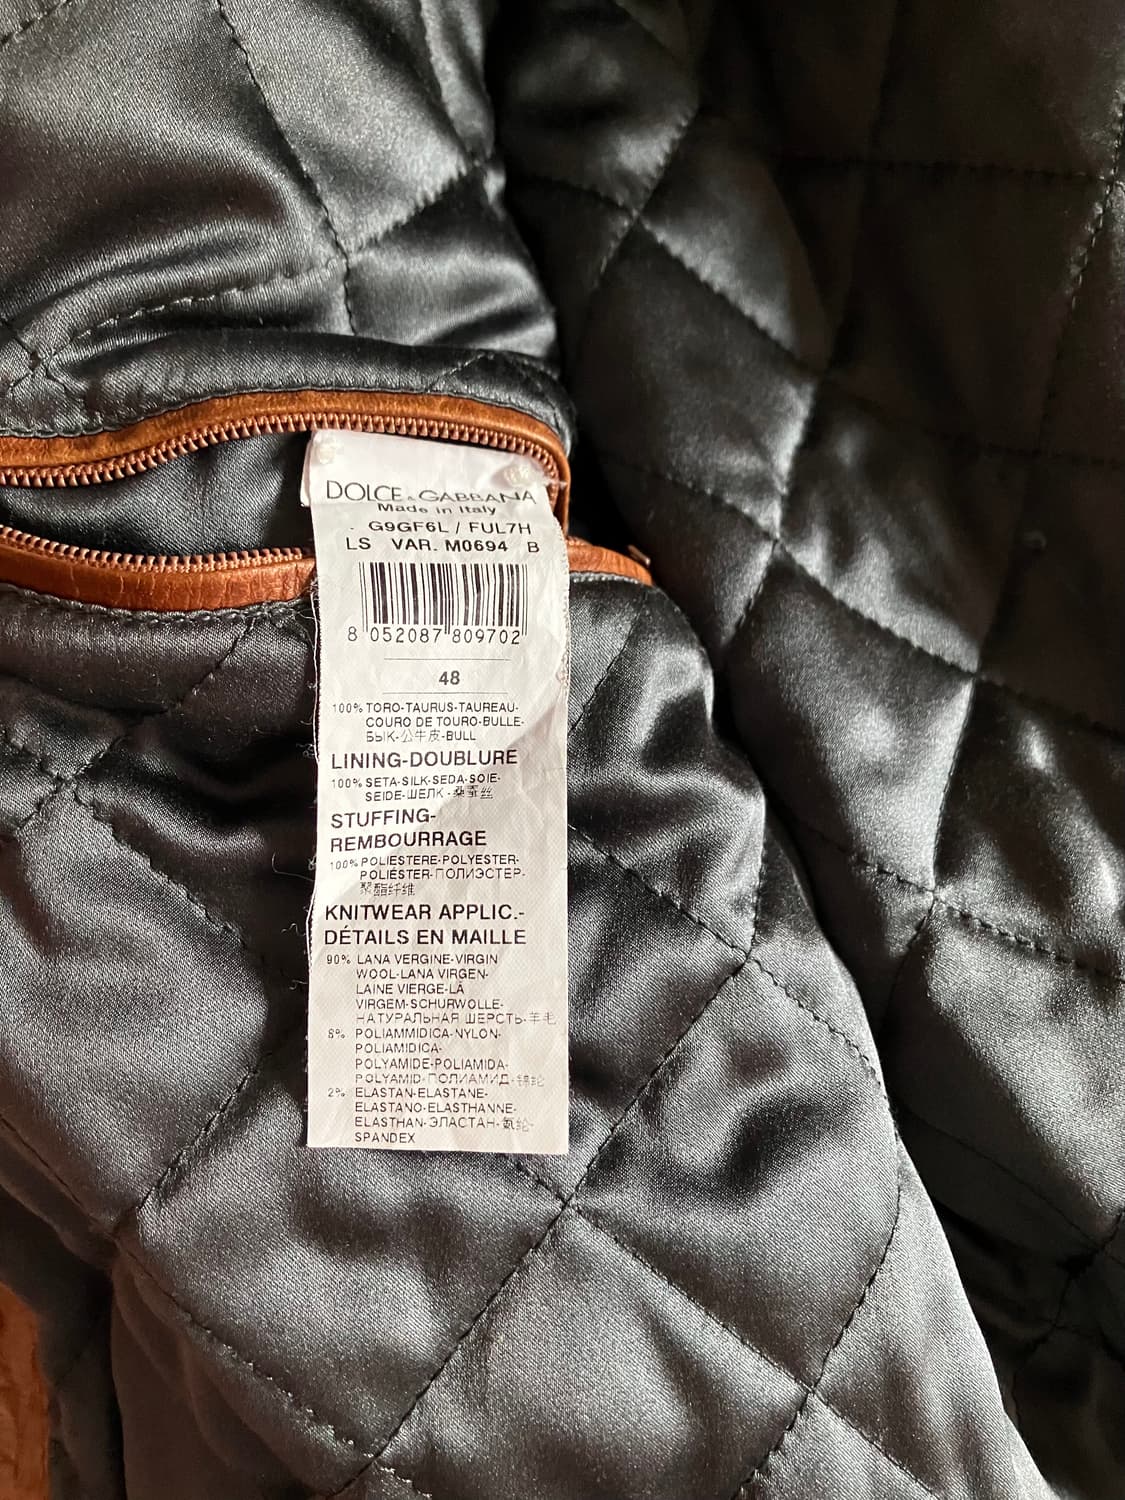 DOLCE & GABBANA
Made in Italy
G9GF6L / FUL7H
LS VAR. M0694 B
8 052087 809702
48
100% TORO-TAURUS-TAUREAU-
COURO DE TOURO-BULLE-
БЫК-公牛皮-BULL
LINING-DOUBLURE
100% SETA-SILK-SEDA-SOIE-
SEIDE-ШЕЛК-桑蚕丝
STUFFING-
REMBOURRAGE
100% POLIESTERE-POLYESTER-
POLIÉSTER-ПОЛИЭСТЕР-
聚酯纤维
KNITWEAR APPLIC.-
DÉTAILS EN MAILLE
90% LANA VERGINE-VIRGIN
WOOL-LANA VIRGEN-
LAINE VIERGE-LÃ
VIRGEM-SCHURWOLLE-
НАТУРАЛЬНАЯ ШЕРСТЬ-羊毛
8% POLIAMMIDICA-NYLON-
POLIAMIDICA-
POLYAMIDE-POLIAMIDA-
POLYAMID-ПОЛИАМИД-锦纶
2% ELASTAN-ELASTANE-
ELASTANO-ELASTHANNE-
ELASTHAN-ЭЛАСТАН-氨纶-
SPANDEX